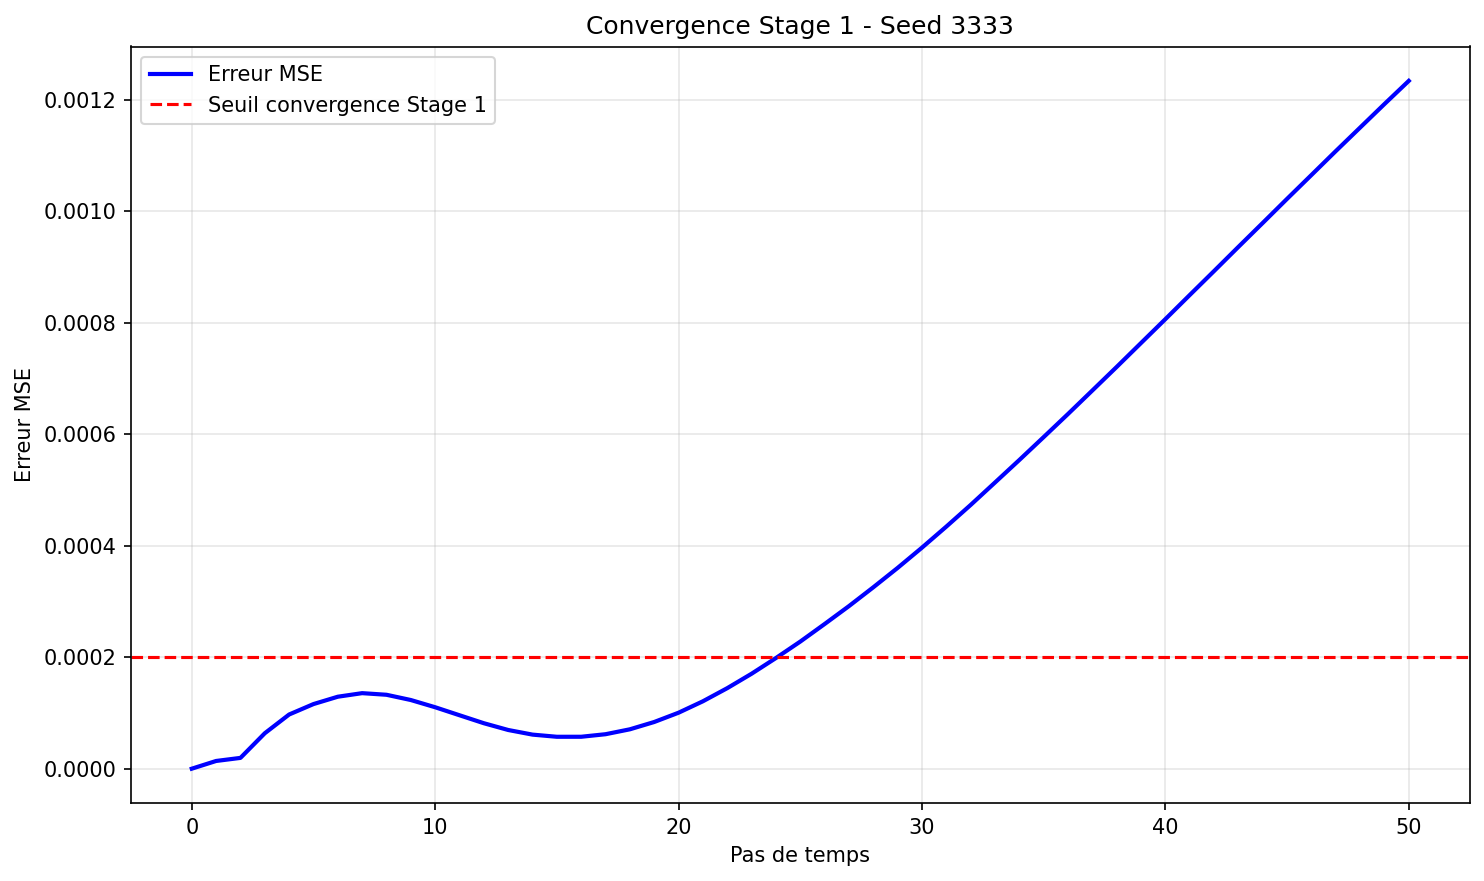 Convergence Stage 1 - Seed 3333
Erreur MSE
Seuil convergence Stage 1
0.0012
0.0010
0.0008
0.0006
0.0004
0.0002
0.0000
Erreur MSE
0 10 20 30 40 50
Pas de temps